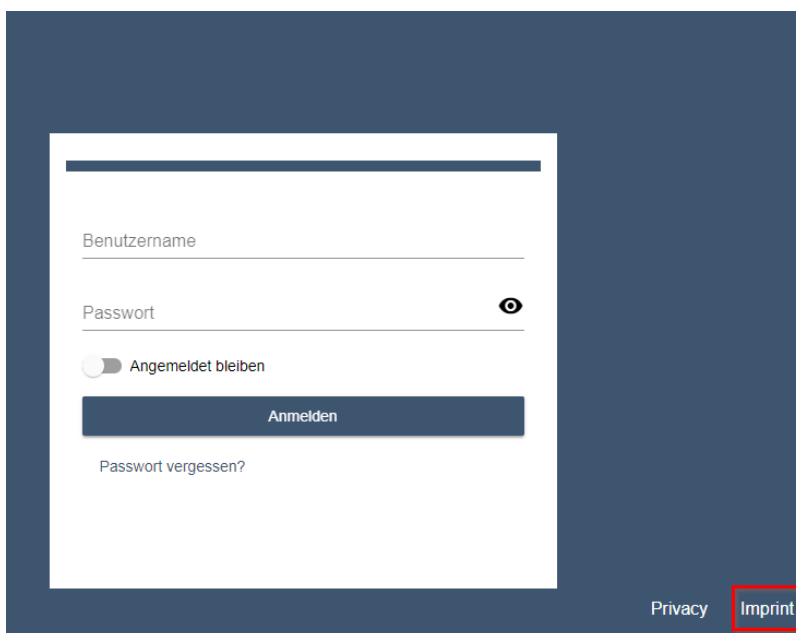 Benutzername
Passwort
Angemeldet bleiben
Anmelden
Passwort vergessen?
Privacy Imprint